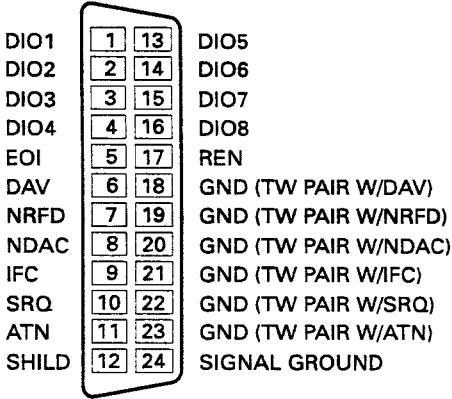 DIO1 1 13 DIO5
DIO2 2 14 DIO6
DIO3 3 15 DIO7
DIO4 4 16 DIO8
EOI 5 17 REN
DAV 6 18 GND (TW PAIR W/DAV)
NRFD 7 19 GND (TW PAIR W/NRFD)
NDAC 8 20 GND (TW PAIR W/NDAC)
IFC 9 21 GND (TW PAIR W/IFC)
SRQ 10 22 GND (TW PAIR W/SRQ)
ATN 11 23 GND (TW PAIR W/ATN)
SHILD 12 24 SIGNAL GROUND